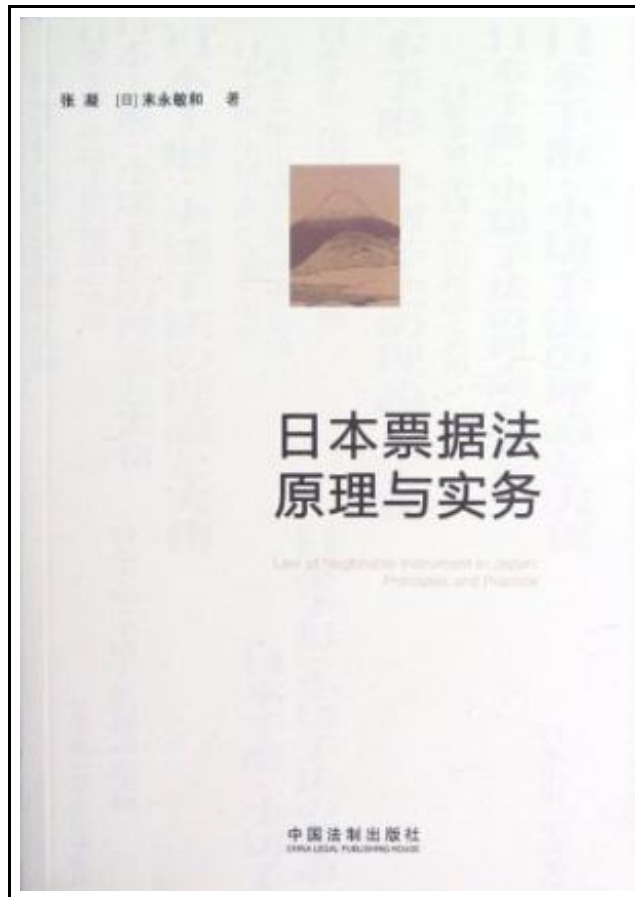 张 凝 [日] 末永敏和 著
日本票据法
原理与实务
Law of Negotiable Instrument in Japan:
Principles and Practice
中国法制出版社
CHINA LEGAL PUBLISHING HOUSE